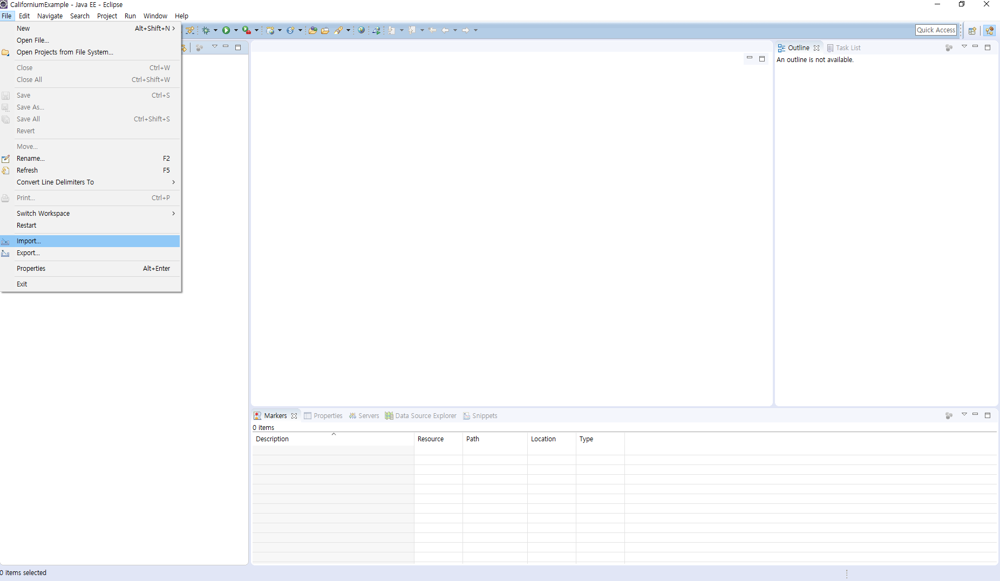 CaliforniumExample - Java EE - Eclipse
File Edit Navigate Search Project Run Window Help
New Alt+Shift+N
Open File...
Open Projects from File System...
Close Ctrl+W
Close All Ctrl+Shift+W
Save Ctrl+S
Save As...
Save All Ctrl+Shift+S
Revert
Move...
Rename... F2
Refresh F5
Convert Line Delimiters To
Print... Ctrl+P
Switch Workspace
Restart
Import...
Export...
Properties Alt+Enter
Exit
Quick Access
Outline Task List
An outline is not available.
Markers Properties Servers Data Source Explorer Snippets
0 items
Description Resource Path Location Type
0 items selected